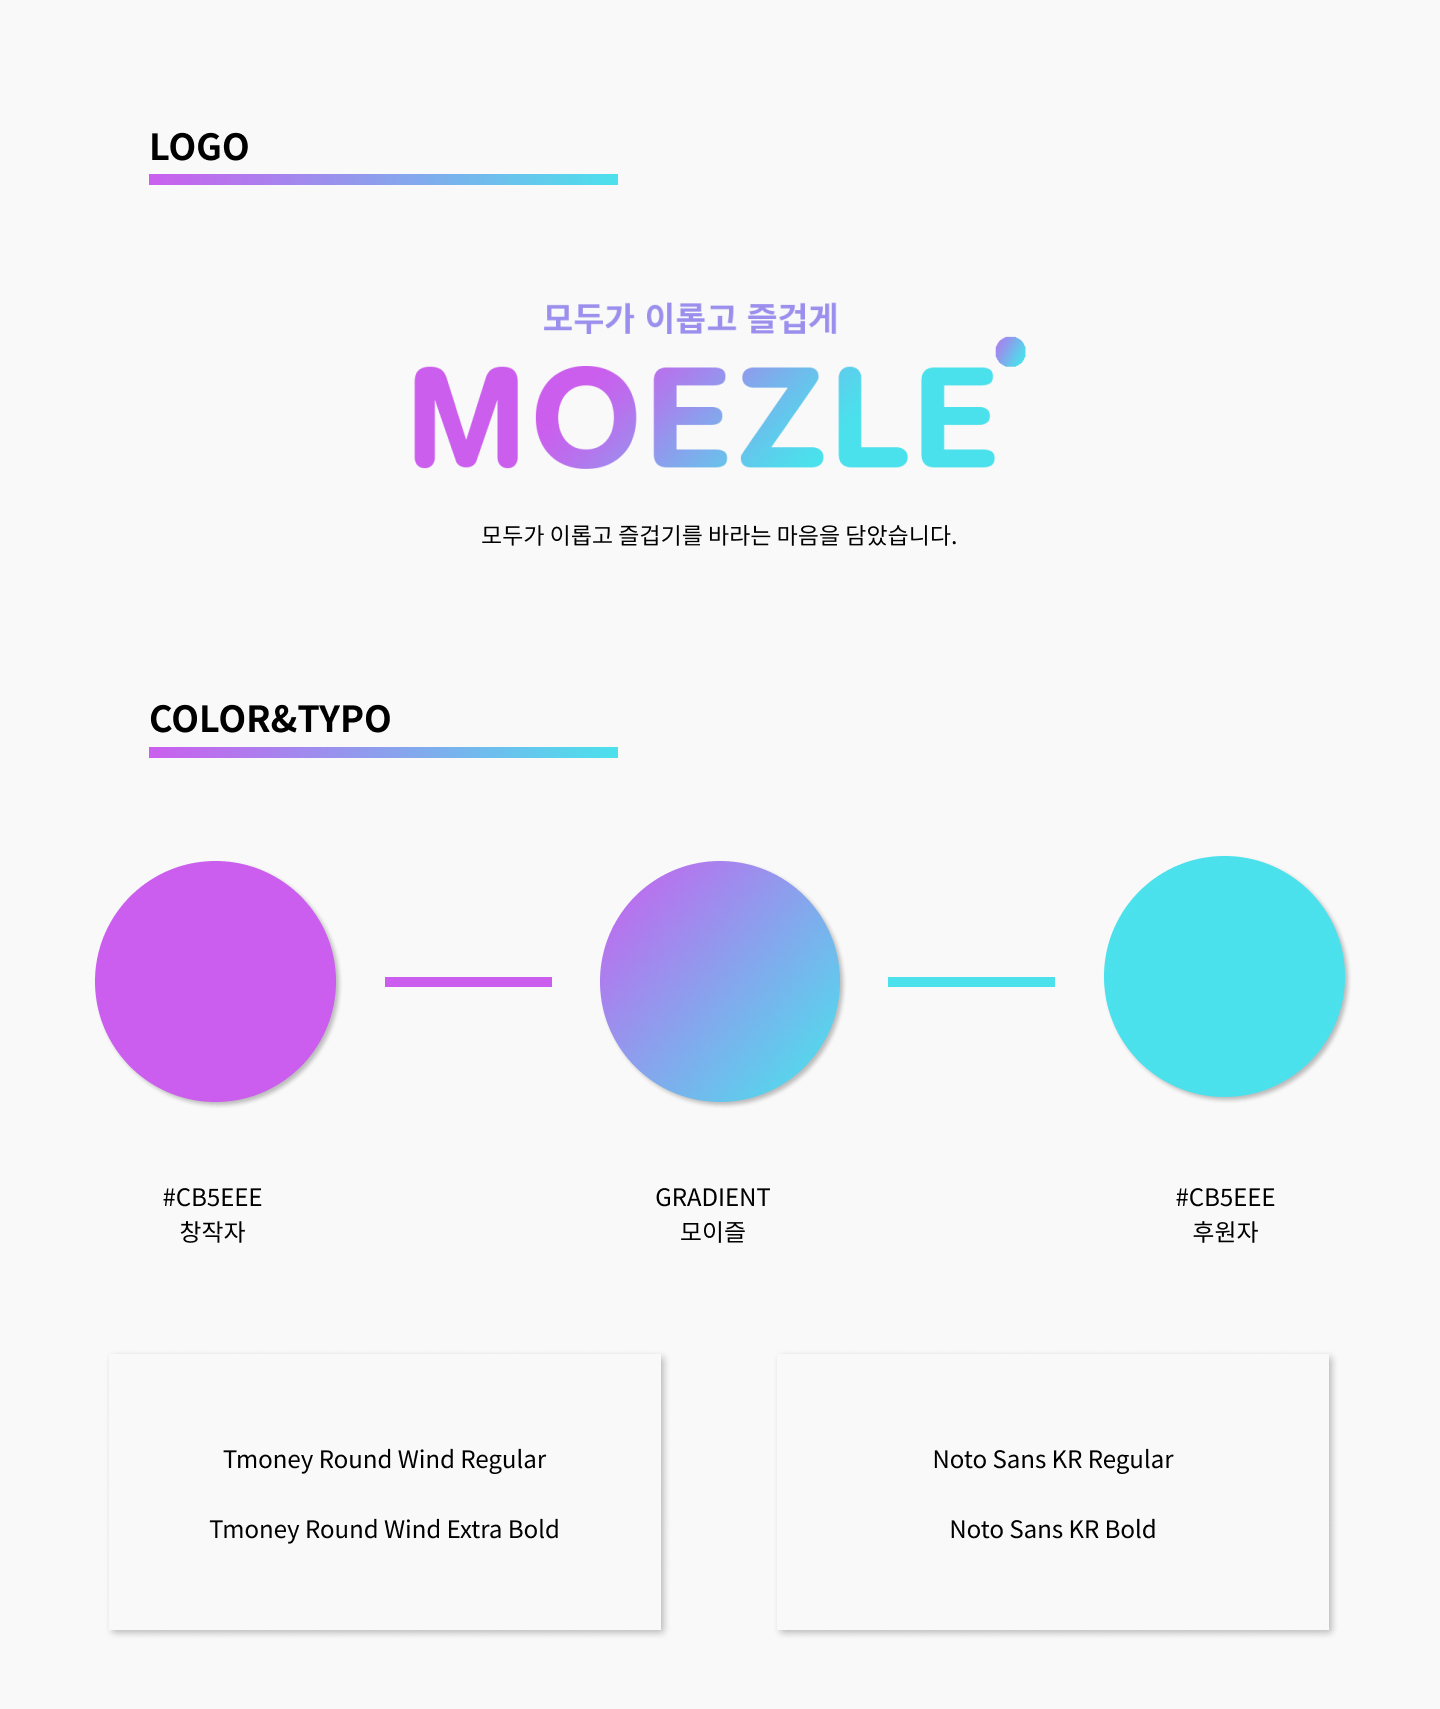 LOGO
모두가 이롭고 즐겁게
MOEZLE
모두가 이롭고 즐겁기를 바라는 마음을 담았습니다.
COLOR&TYPO
#CB5EEE
창작자
GRADIENT
모이즐
#CB5EEE
후원자
Tmoney Round Wind Regular
Tmoney Round Wind Extra Bold
Noto Sans KR Regular
Noto Sans KR Bold